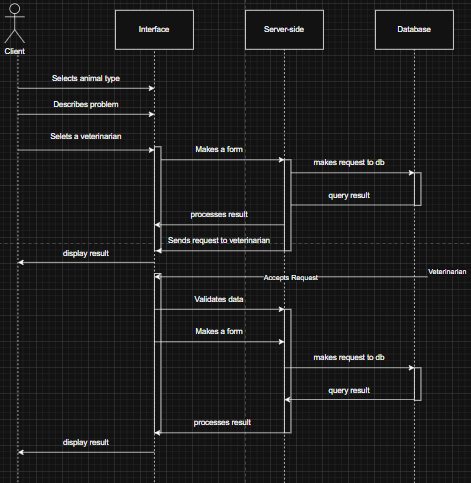 Interface
Server-side
Database
Client
Selects animal type
Describes problem
Selets a veterinarian
Makes a form
makes request to db
query result
processes result
Sends request to veterinarian
display result
Veterinarian
Accepts Request
Validates data
Makes a form
makes request to db
query result
processes result
display result